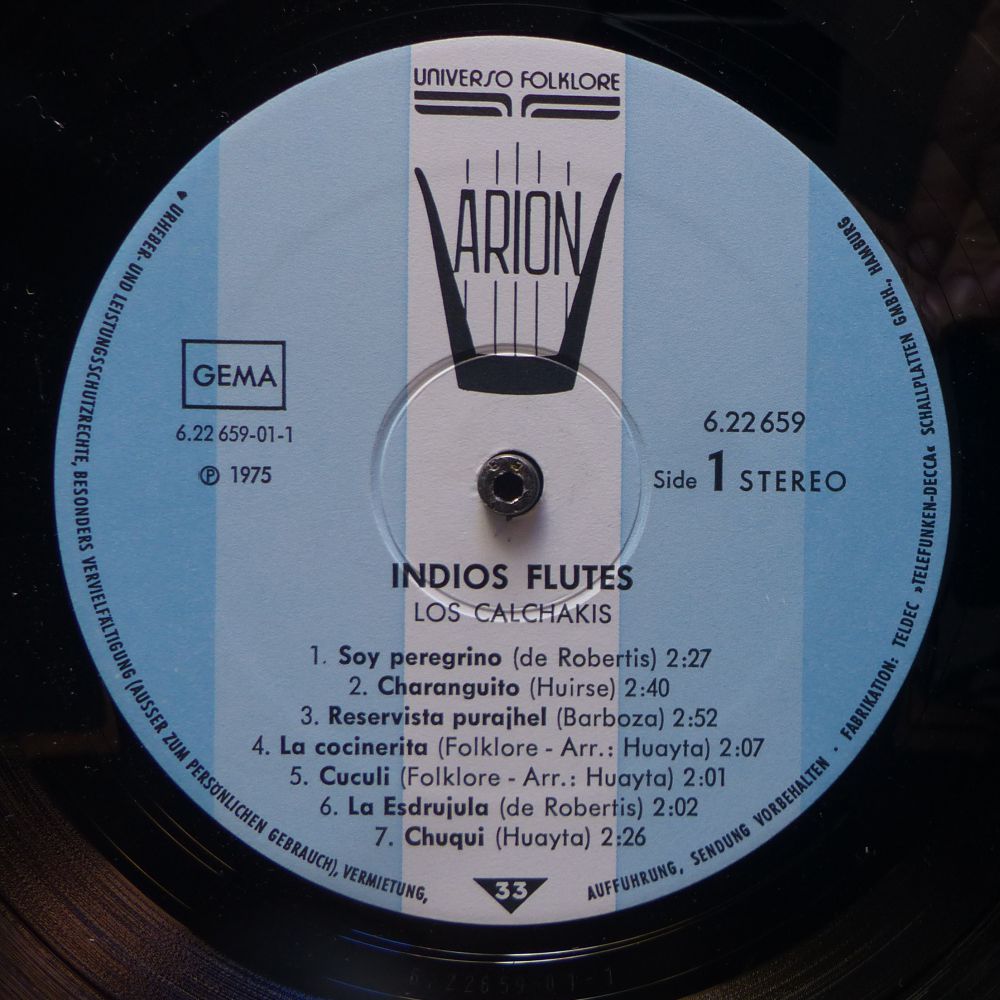 UNIVERSO FOLKLORE
ARION
GEMA
6.22 659-01-1
℗ 1975
6.22 659
Side 1 STEREO
INDIOS FLUTES
LOS CALCHAKIS
1. Soy peregrino (de Robertis) 2:27
2. Charanguito (Huirse) 2:40
3. Reservista purajhel (Barboza) 2:52
4. La cocinerita (Folklore - Arr.: Huayta) 2:07
5. Cuculi (Folklore - Arr.: Huayta) 2:01
6. La Esdrujula (de Robertis) 2:02
7. Chuqui (Huayta) 2:26
33
URHEBER- UND LEISTUNGSSCHUTZRECHTE, BESONDERS VERVIELFÄLTIGUNG (AUSSER ZUM PERSÖNLICHEN GEBRAUCH), VERMIETUNG,
AUFFÜHRUNG, SENDUNG VORBEHALTEN · FABRIKATION: TELDEC »TELEFUNKEN-DECCA« SCHALLPLATTEN GMBH, HAMBURG
6.22659-01-1